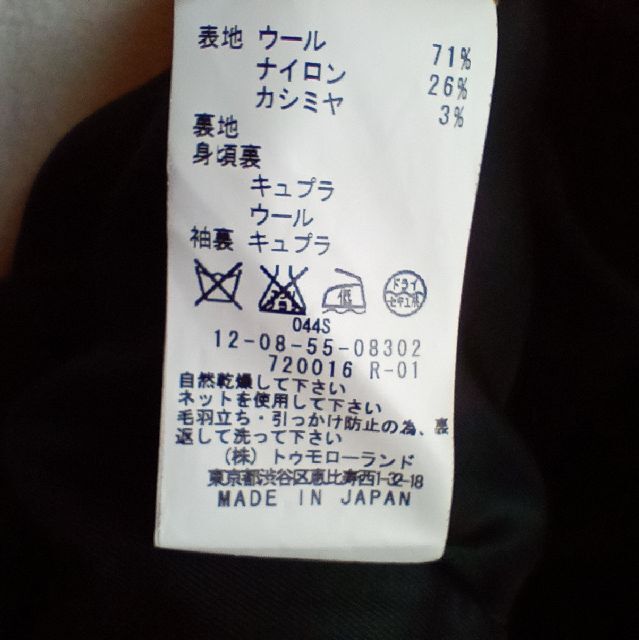 表地 ウール 71%
ナイロン 26%
カシミヤ 3%
裏地
身頃裏
キュプラ
ウール
袖裏 キュプラ
低
ドライ
セキユ系
044S
12-08-55-08302
720016 R-01
自然乾燥して下さい
ネットを使用して下さい
毛羽立ち・引っかけ防止の為、裏
返して洗って下さい
(株) トゥモローランド
東京都渋谷区恵比寿西1-32-18
MADE IN JAPAN